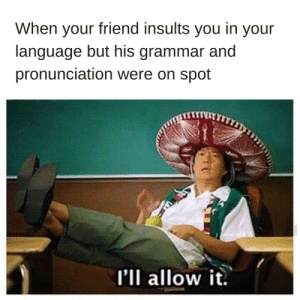 When your friend insults you in your
language but his grammar and
pronunciation were on spot
I'll allow it.